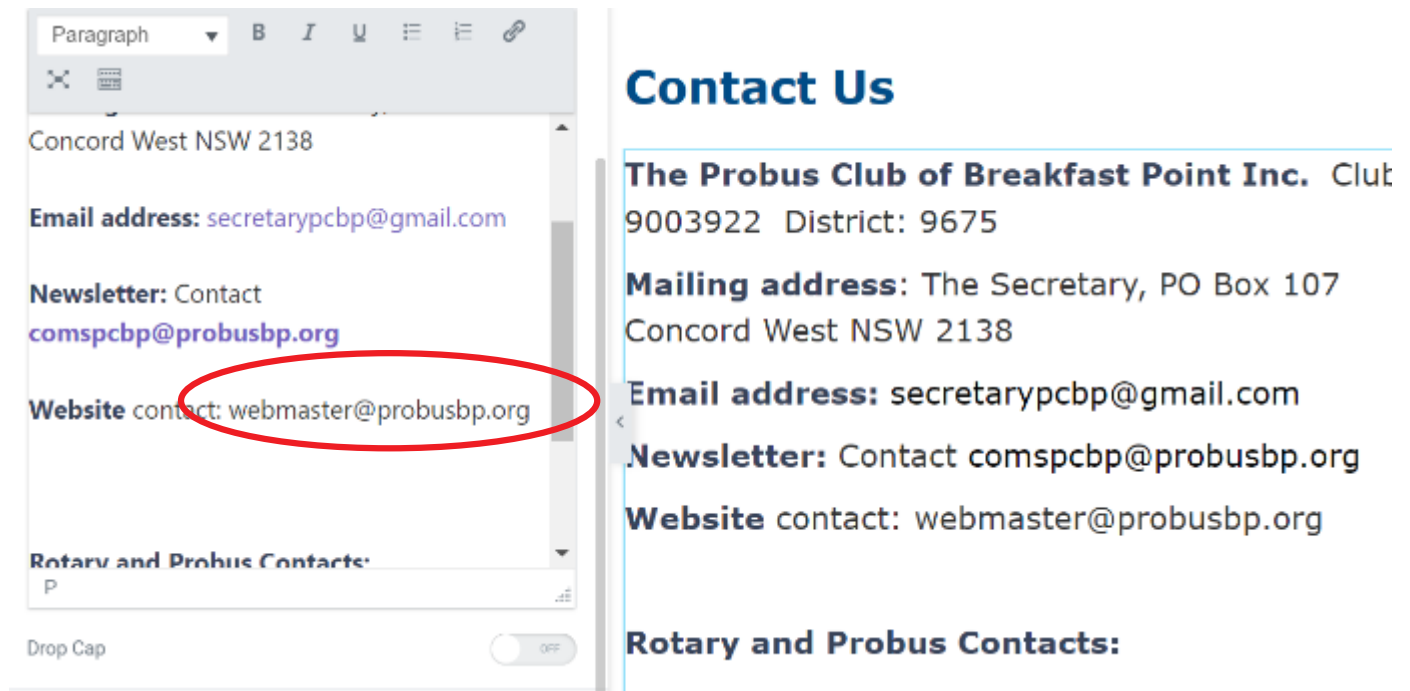 Paragraph B I U
Concord West NSW 2138
Email address: secretarypcbp@gmail.com
Newsletter: Contact
comspcbp@probusbp.org
Website contact: webmaster@probusbp.org
Rotary and Probus Contacts:
P
Drop Cap OFF
Contact Us
The Probus Club of Breakfast Point Inc. Club
9003922 District: 9675
Mailing address: The Secretary, PO Box 107
Concord West NSW 2138
Email address: secretarypcbp@gmail.com
Newsletter: Contact comspcbp@probusbp.org
Website contact: webmaster@probusbp.org
Rotary and Probus Contacts: